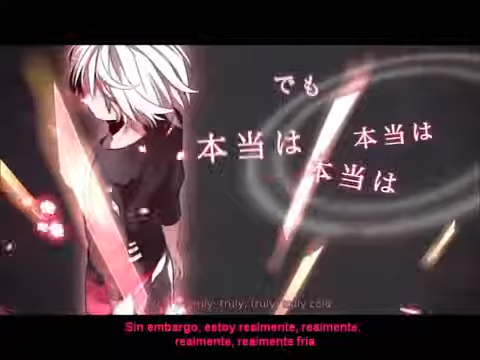 でも
本当は
本当は
本当は
truly, truly, truly cold
Sin embargo, estoy realmente, realmente,
realmente, realmente fria